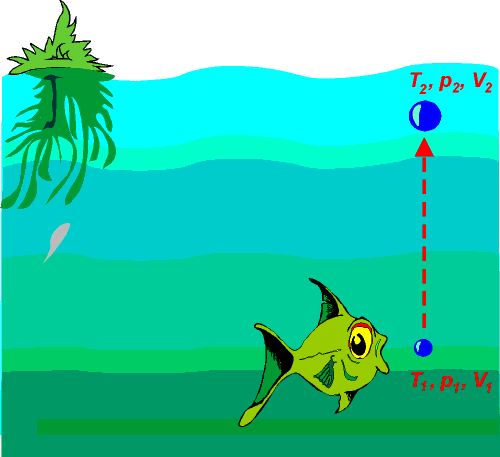 T₂, p₂, V₂
T₁, p₁, V₁